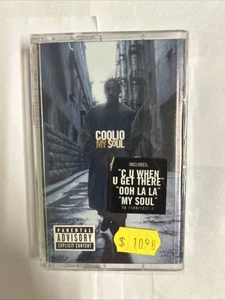 COOLIO
MY SOUL
INCLUDES:
"C U WHEN
U GET THERE"
"OOH LA LA"
"MY SOUL"
PARENTAL
ADVISORY
EXPLICIT CONTENT
$ 10.98